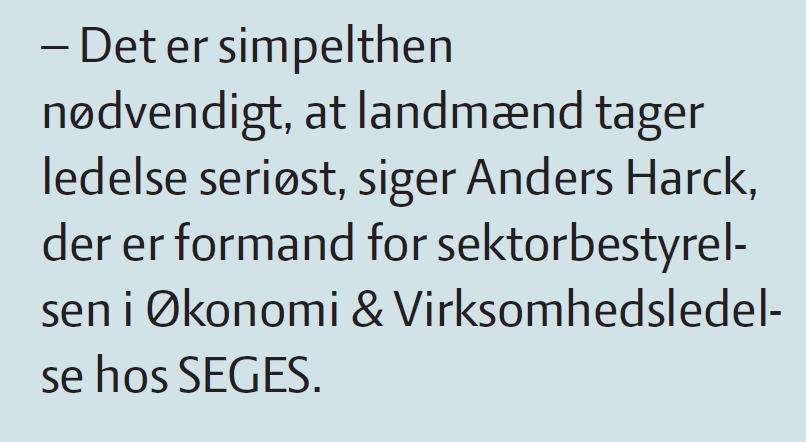 – Det er simpelthen
nødvendigt, at landmænd tager
ledelse seriøst, siger Anders Harck,
der er formand for sektorbestyrel-
sen i Økonomi & Virksomhedsledel-
se hos SEGES.